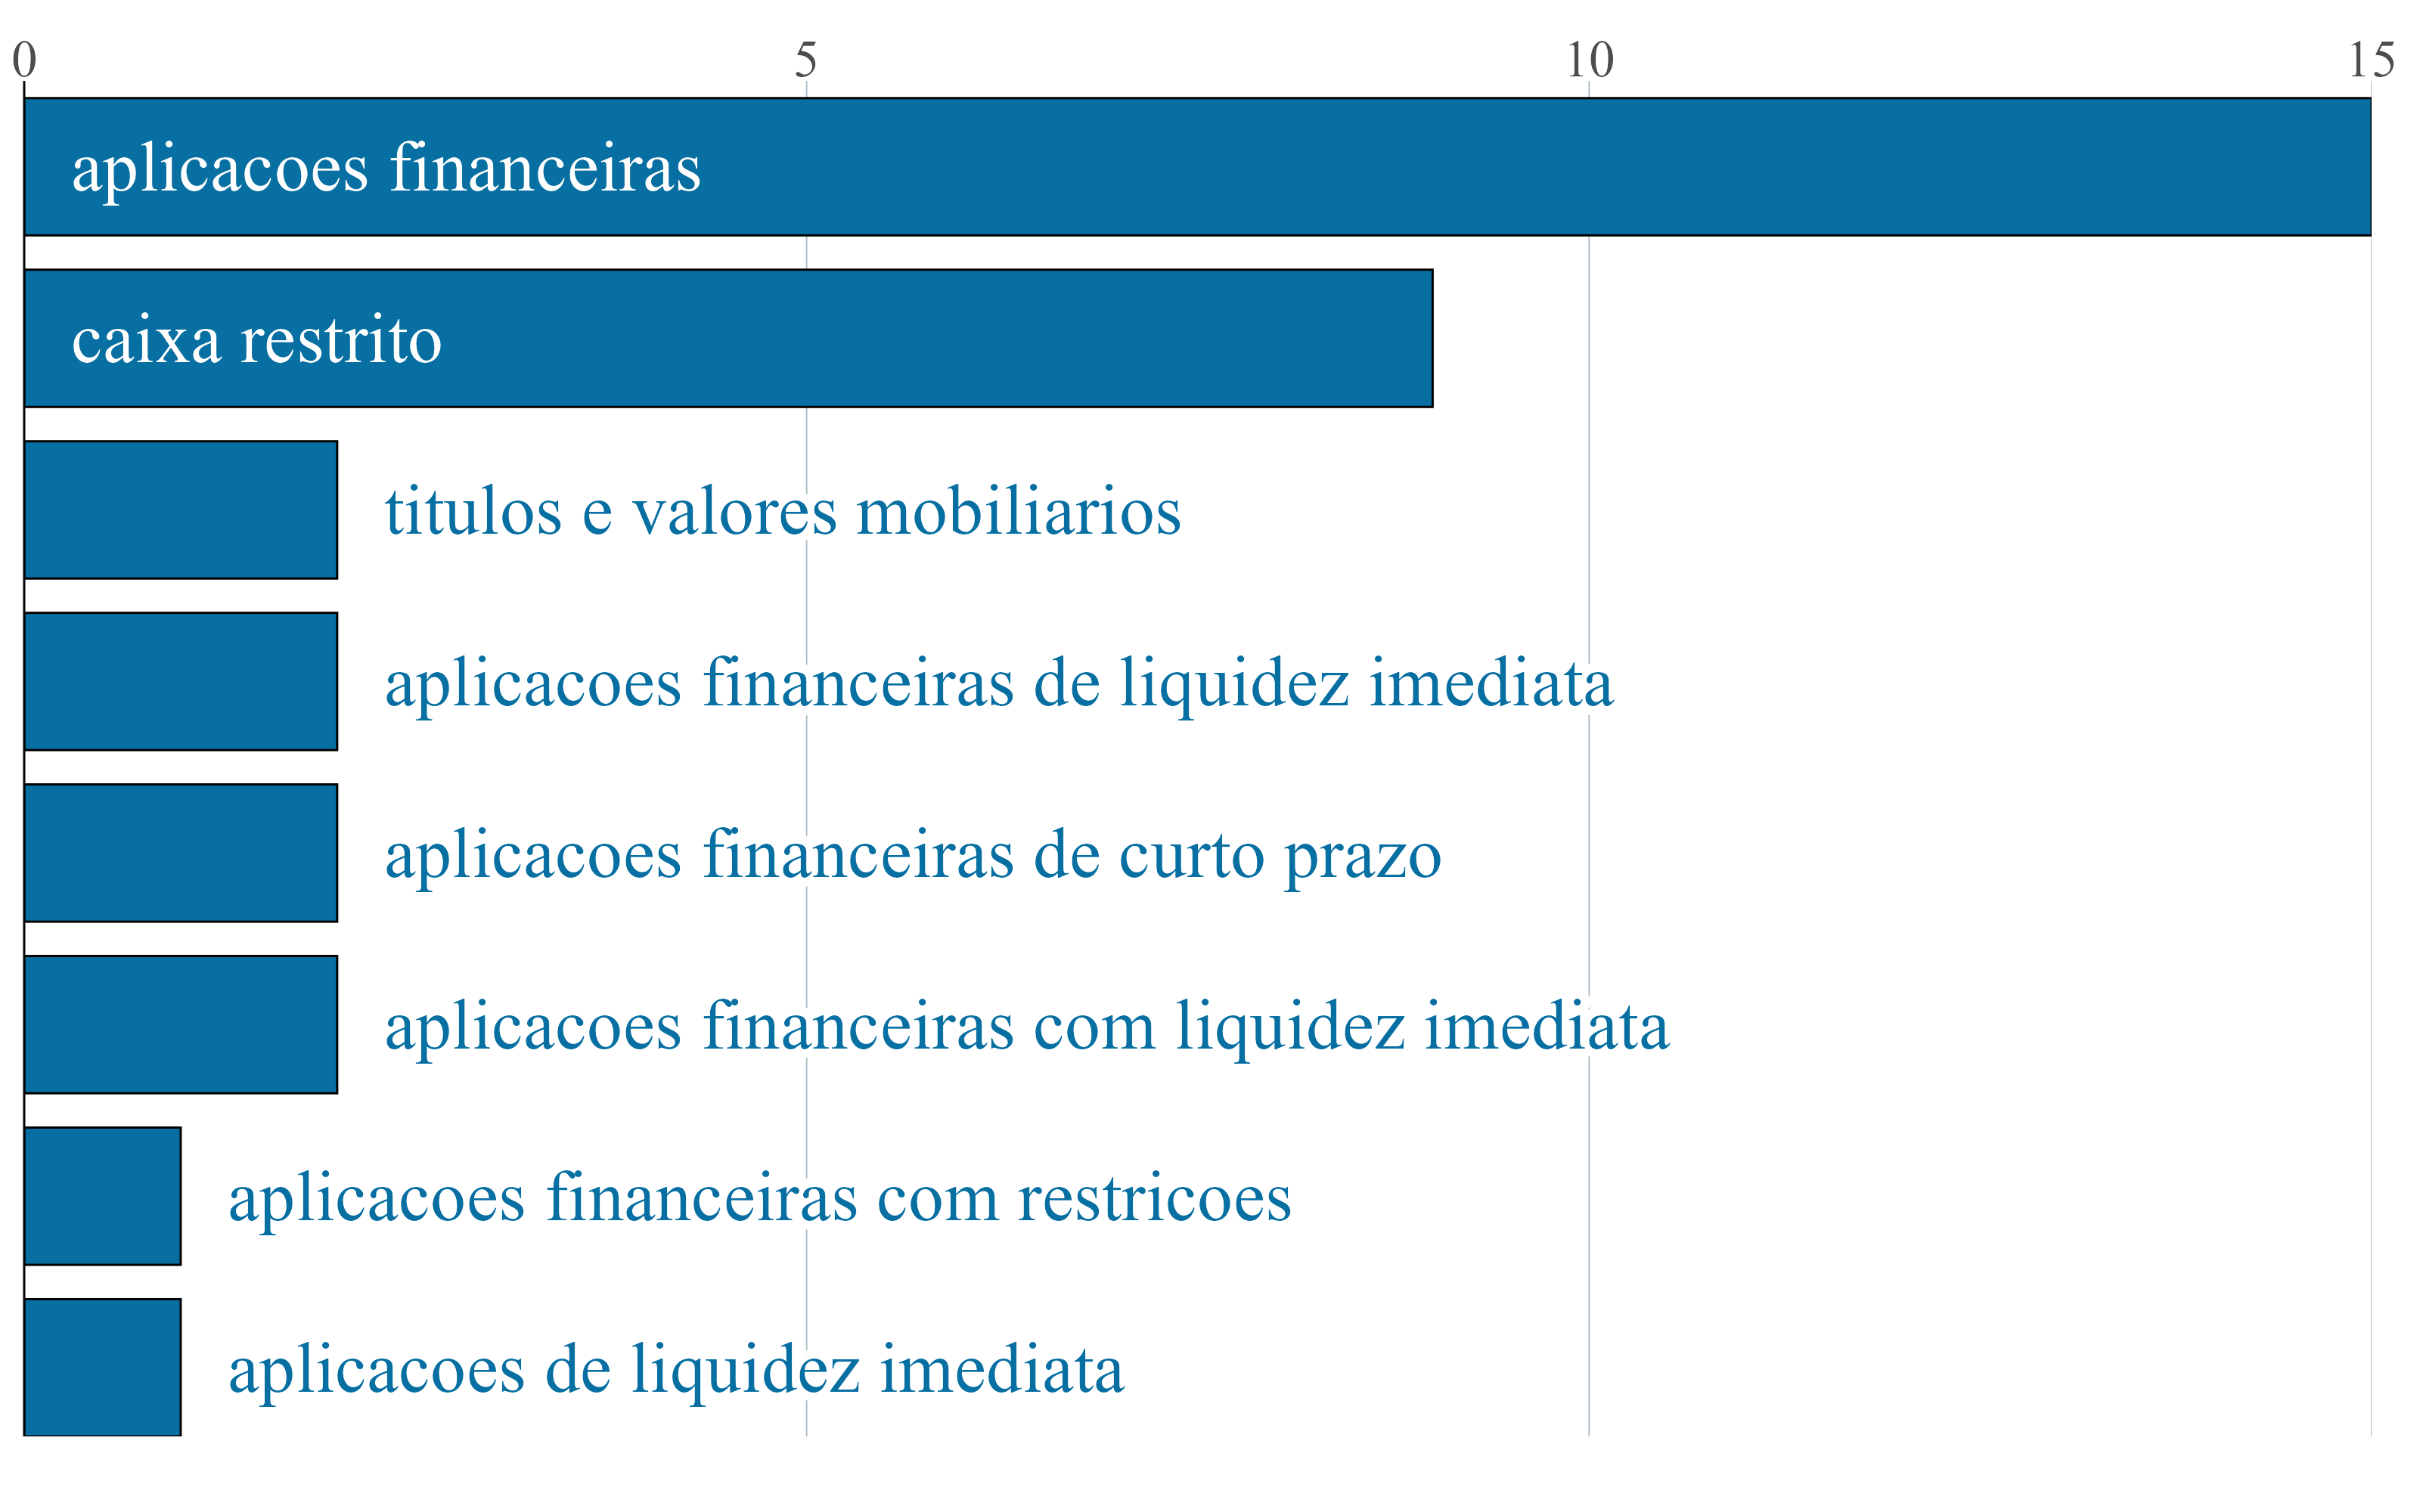 0 5 10 15
aplicacoes financeiras
caixa restrito
titulos e valores mobiliarios
aplicacoes financeiras de liquidez imediata
aplicacoes financeiras de curto prazo
aplicacoes financeiras com liquidez imediata
aplicacoes financeiras com restricoes
aplicacoes de liquidez imediata